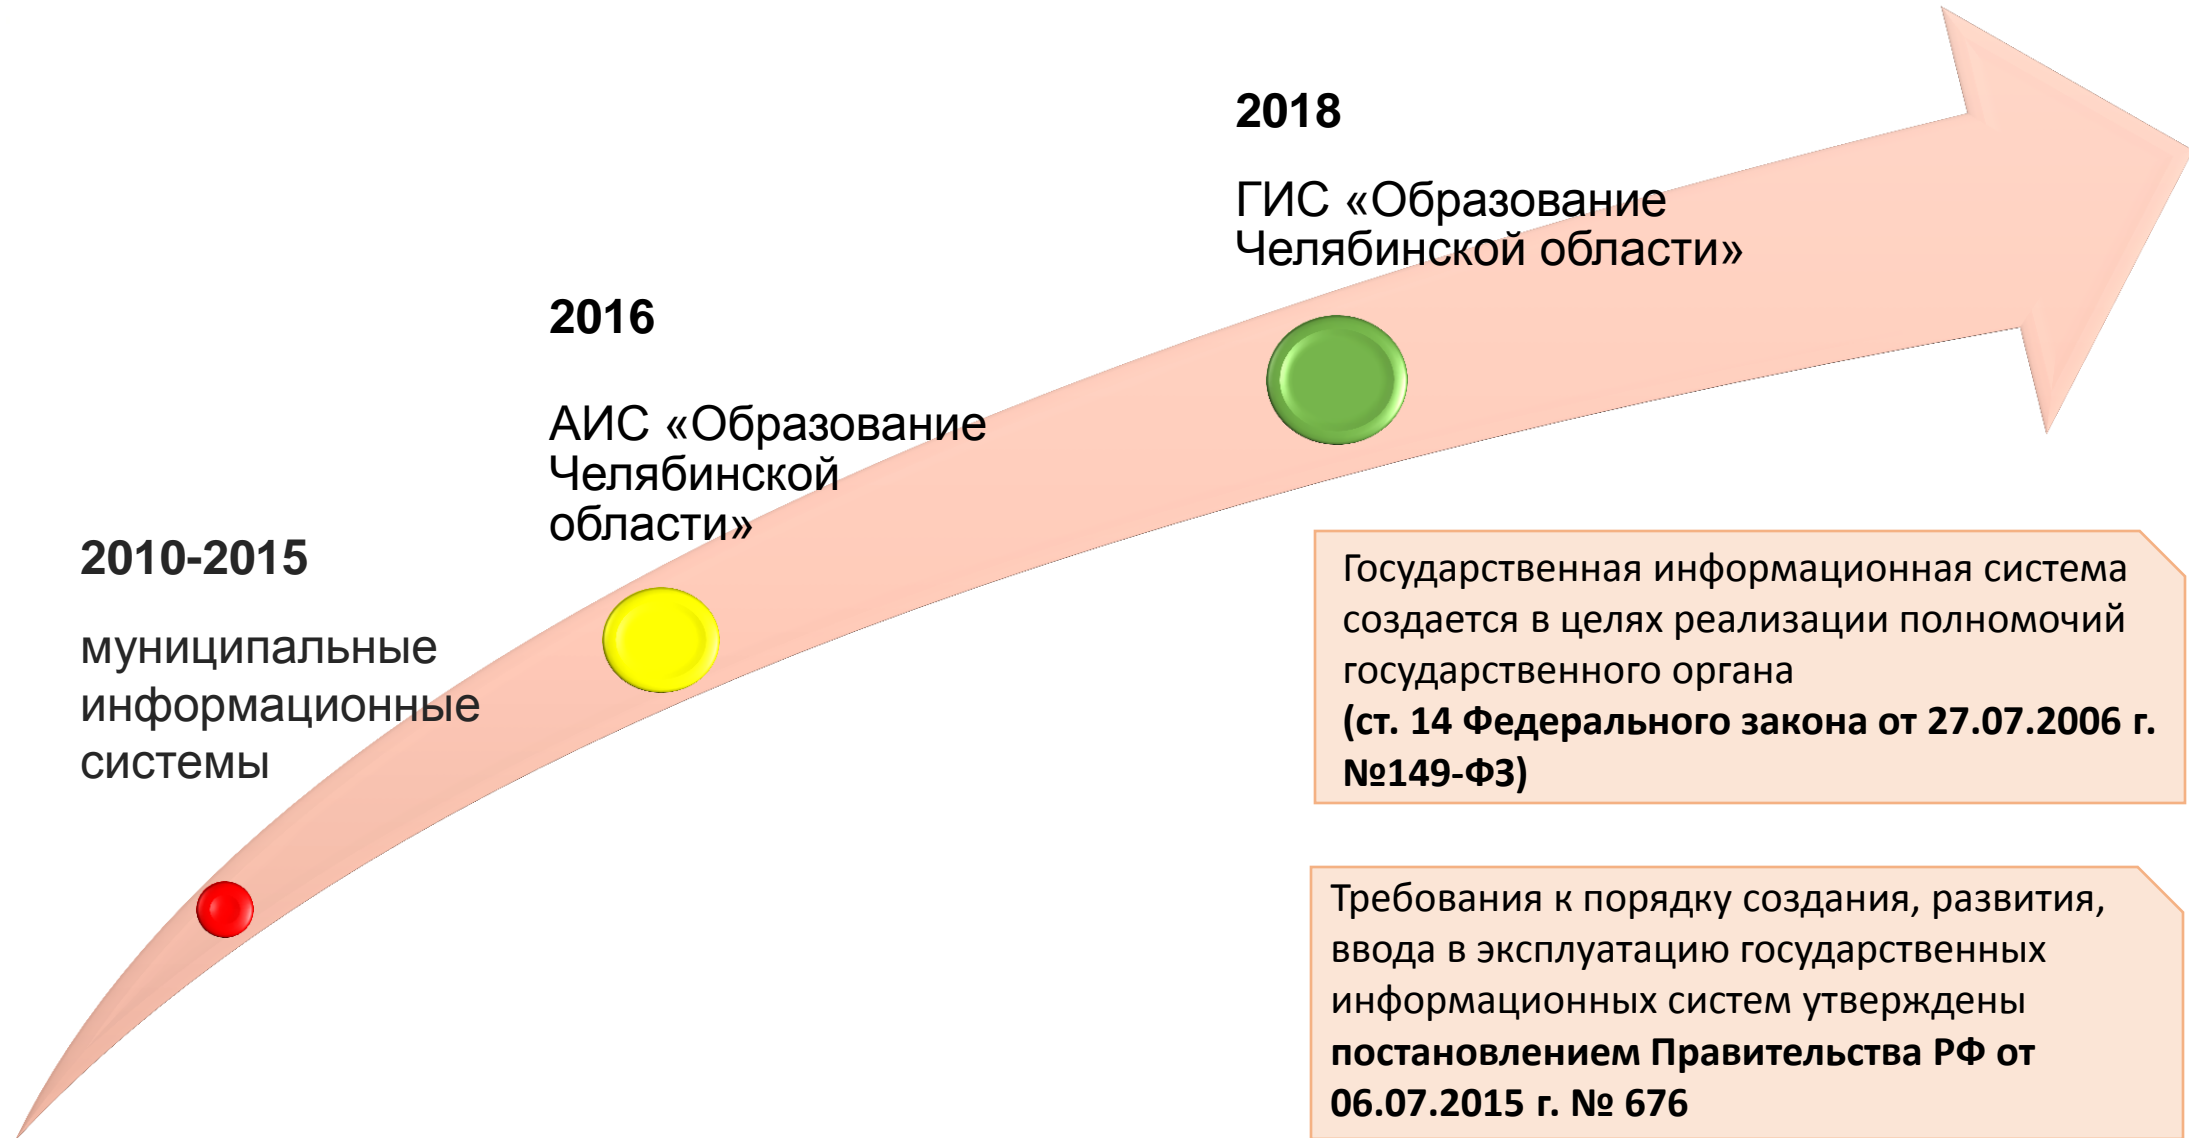 2010-2015
муниципальные
информационные
системы
2016
АИС «Образование
Челябинской
области»
2018
ГИС «Образование
Челябинской области»
Государственная информационная система
создается в целях реализации полномочий
государственного органа
(ст. 14 Федерального закона от 27.07.2006 г.
№149-ФЗ)
Требования к порядку создания, развития,
ввода в эксплуатацию государственных
информационных систем утверждены
постановлением Правительства РФ от
06.07.2015 г. № 676